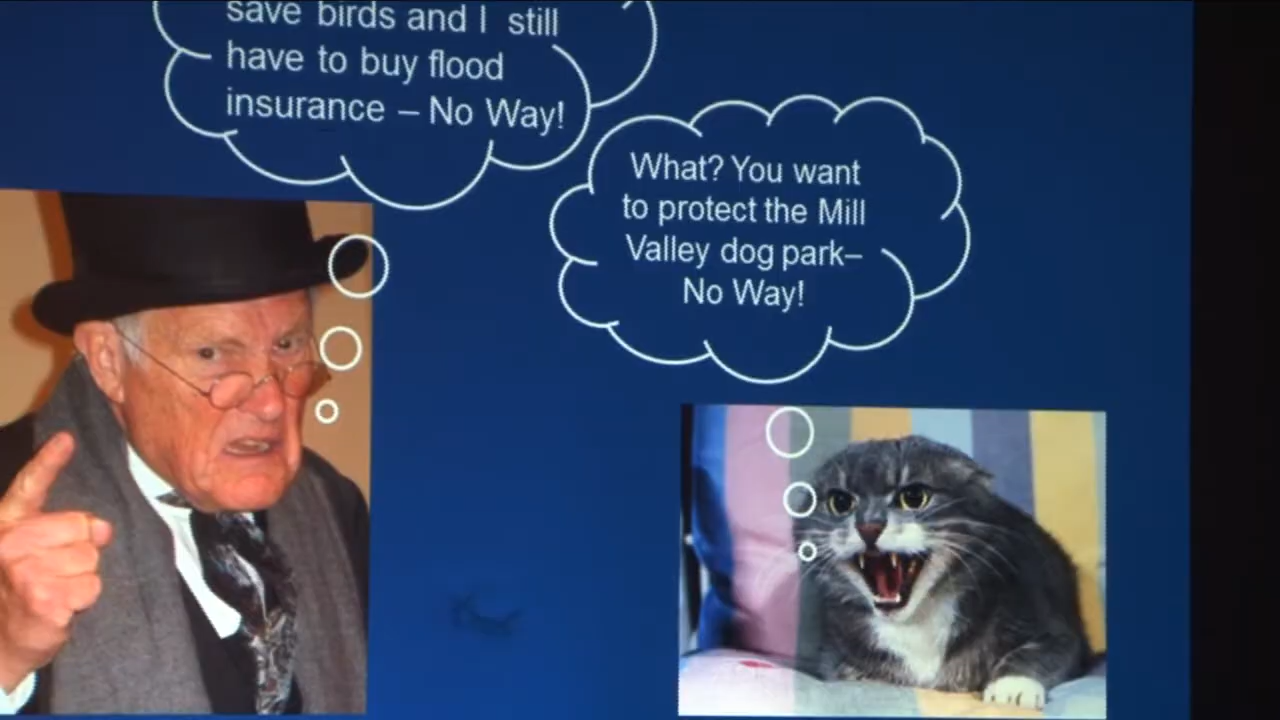 save birds and I still
have to buy flood
insurance – No Way!
What? You want
to protect the Mill
Valley dog park–
No Way!